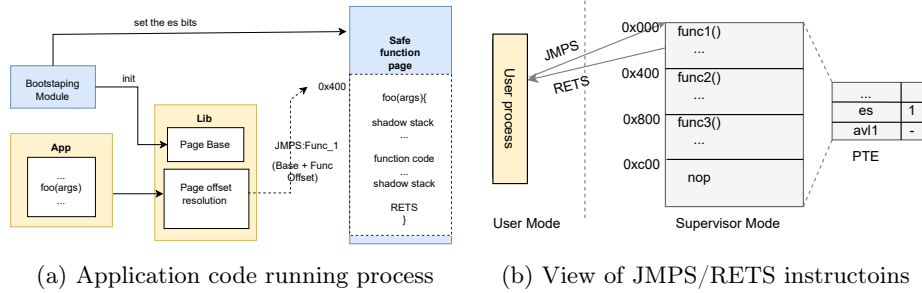 set the es bits
Safe
function
page
Bootstaping
Module
init
0x400
foo(args){
shadow stack
...
function code
...
shadow stack
RETS
}
Lib
Page Base
JMPS:Func_1
(Base + Func
Offset)
App
...
foo(args)
...
Page offset
resolution
(a) Application code running process
User process
JMPS
RETS
0x000
func1()
...
0x400
func2()
...
0x800
func3()
...
0xc00
nop
...
es 1
avl1 -
PTE
User Mode
Supervisor Mode
(b) View of JMPS/RETS instructoins